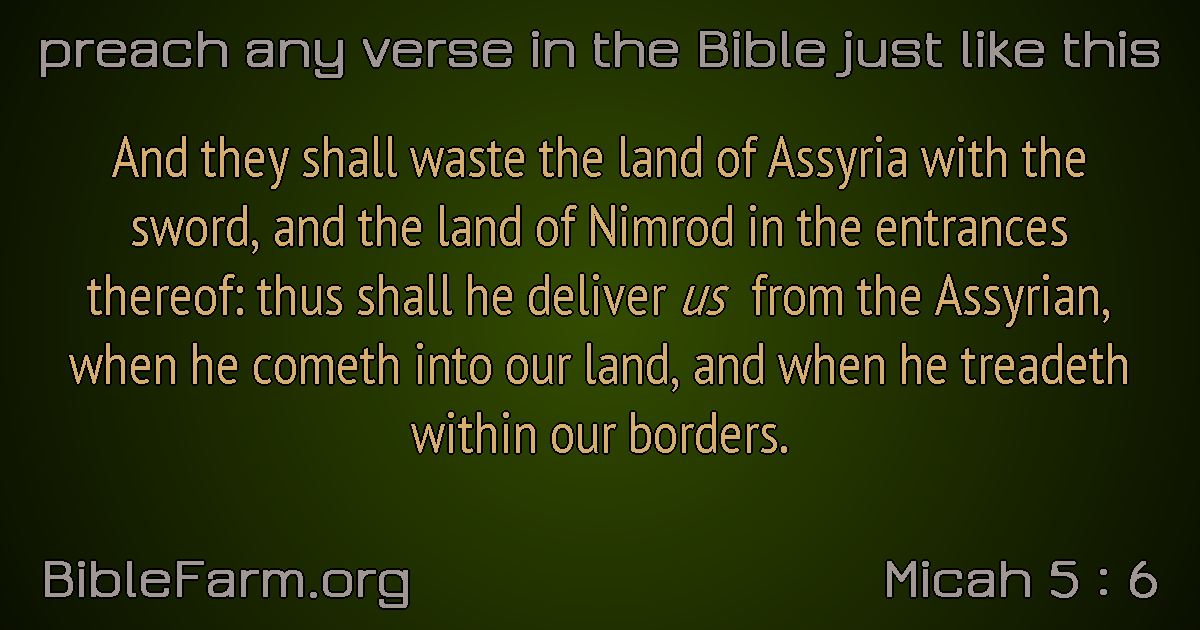 preach any verse in the Bible just like this
And they shall waste the land of Assyria with the
sword, and the land of Nimrod in the entrances
thereof: thus shall he deliver us from the Assyrian,
when he cometh into our land, and when he treadeth
within our borders.
BibleFarm.org
Micah 5 : 6